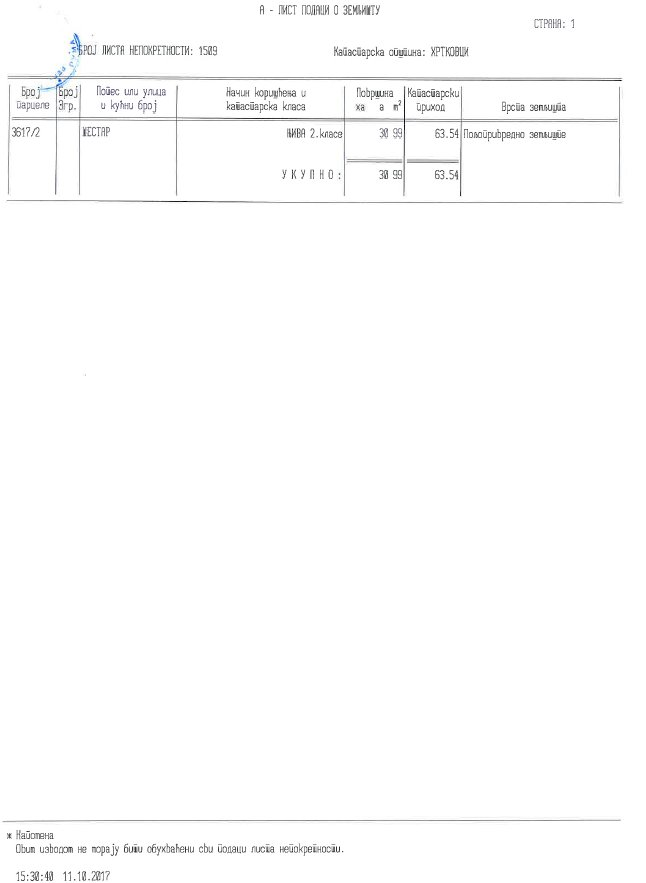 А - ЛИСТ ПОДАЦИ О ЗЕМЉИШТУ
СТРАНА: 1
БРОЈ ЛИСТА НЕПОКРЕТНОСТИ: 1509 Катастарска општина: ХРТКОВЦИ
Број парцеле Број Згр. Потес или улица и кућни број Начин коришћења и катастарска класа Површина ха а m² Катастарски приход Врста земљишта
3617/2 МЕСТАР ЊИВА 2.класе 30 99 63.54 Пољопривредно земљиште
У К У П Н О : 30 99 63.54
ж Напомена
Овим изводом не морају бити обухваћени сви подаци листа непокретности.
15:30:40 11.10.2017